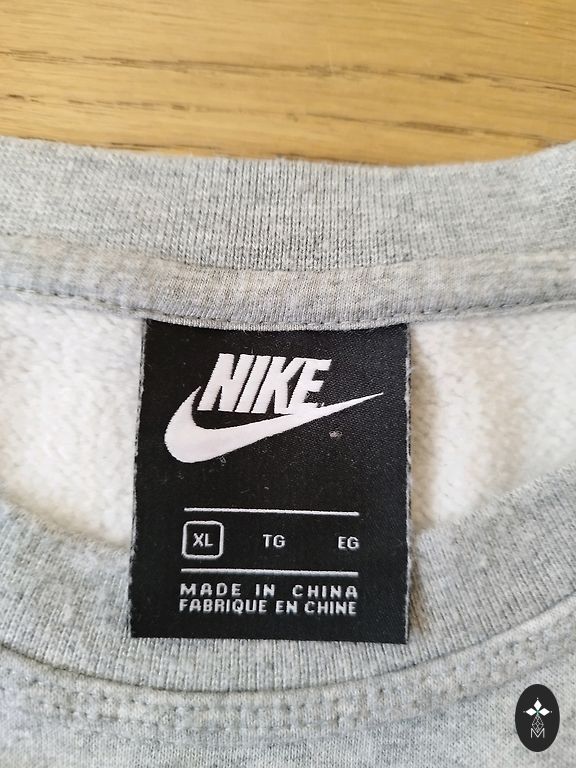 NIKE
XL TG EG
MADE IN CHINA
FABRIQUE EN CHINE
M